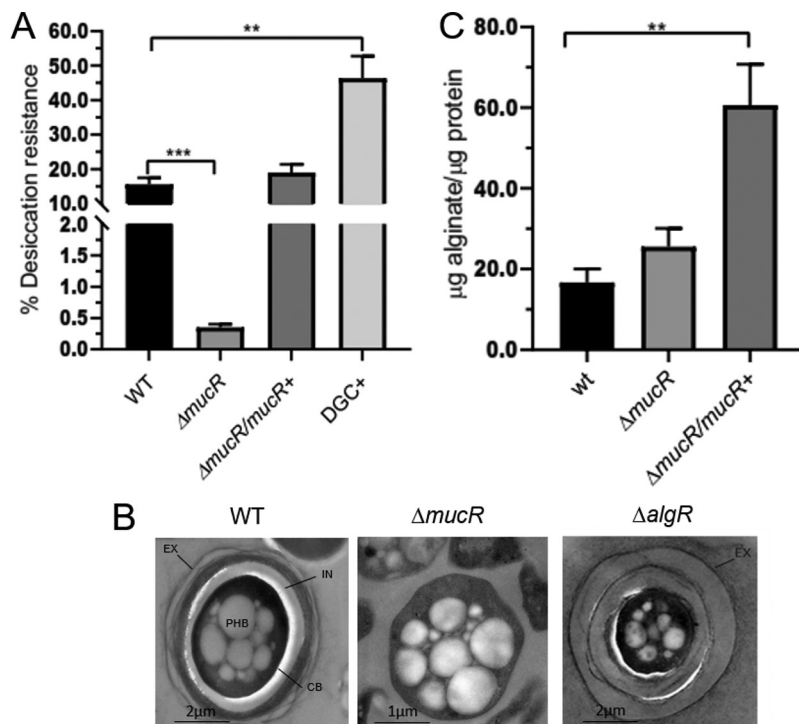 A
% Desiccation resistance
60.0
50.0
40.0
30.0
20.0
10.0
2.0
1.5
1.0
0.5
0.0
**
***
WT
ΔmucR
ΔmucR/mucR+
DGC+
C
µg alginate/µg protein
80.0
60.0
40.0
20.0
0.0
**
wt
ΔmucR
ΔmucR/mucR+
B
WT
ΔmucR
ΔalgR
EX
IN
PHB
CB
2µm
1µm
EX
2µm